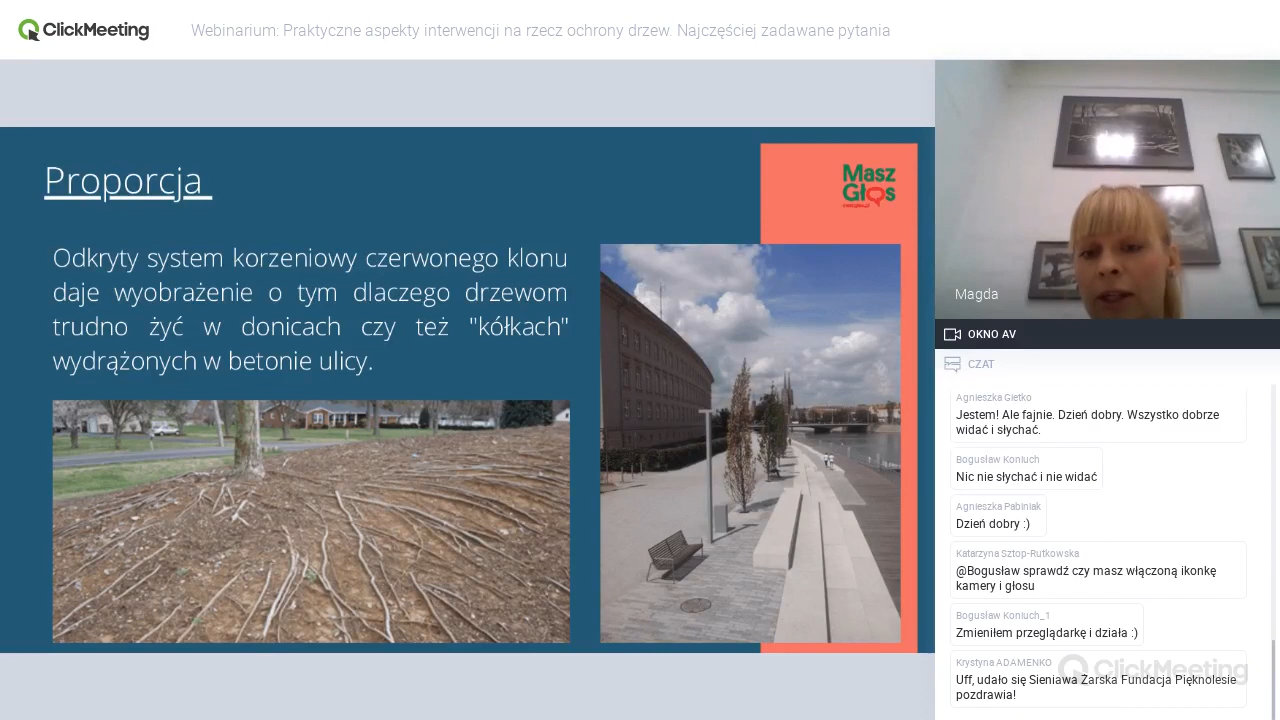 ClickMeeting
Webinarium: Praktyczne aspekty interwencji na rzecz ochrony drzew. Najczęściej zadawane pytania
Proporcja
Masz
Głos
Odkryty system korzeniowy czerwonego klonu
daje wyobrażenie o tym dlaczego drzewom
trudno żyć w donicach czy też "kółkach"
wydrążonych w betonie ulicy.
Magda
OKNO AV
CZAT
Agnieszka Gietko
Jestem! Ale fajnie. Dzień dobry. Wszystko dobrze
widać i słychać.
Bogusław Koniuch
Nic nie słychać i nie widać
Agnieszka Pabiniak
Dzień dobry :)
Katarzyna Sztop-Rutkowska
@Bogusław sprawdź czy masz włączoną ikonkę
kamery i głosu
Bogusław Koniuch_1
Zmieniłem przeglądarkę i działa :)
Krystyna ADAMENKO
Uff, udało się Sieniawa Żarska Fundacja Pięknolesie
pozdrawia!
ClickMeeting